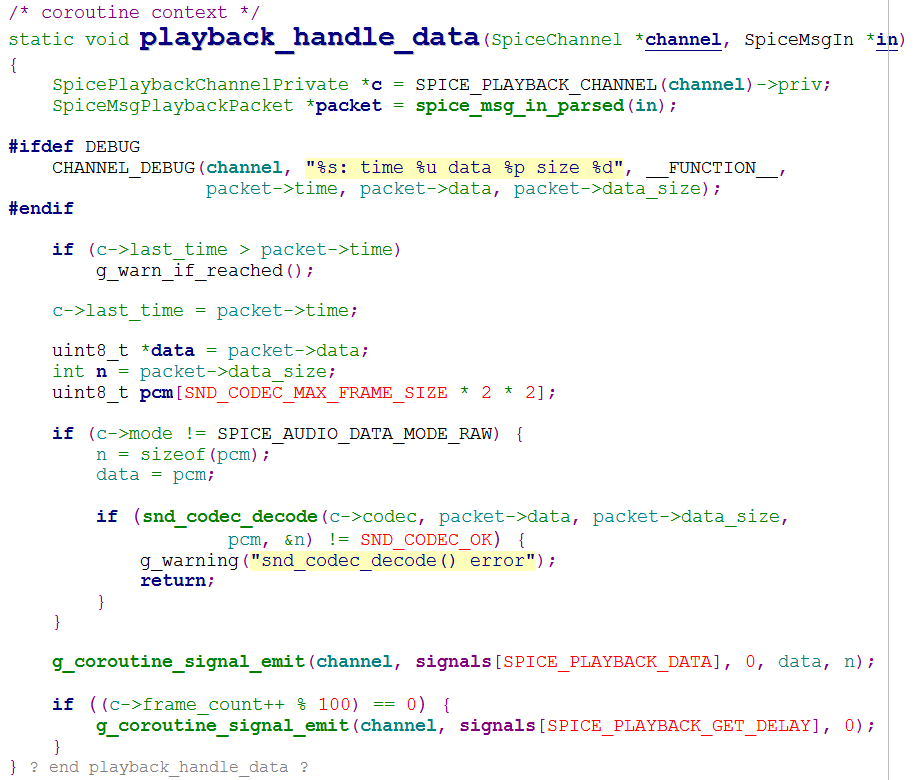 /* coroutine context */
static void playback_handle_data(SpiceChannel *channel, SpiceMsgIn *in)
{
    SpicePlaybackChannelPrivate *c = SPICE_PLAYBACK_CHANNEL(channel)->priv;
    SpiceMsgPlaybackPacket *packet = spice_msg_in_parsed(in);

#ifdef DEBUG
    CHANNEL_DEBUG(channel, "%s: time %u data %p size %d", __FUNCTION__,
                  packet->time, packet->data, packet->data_size);
#endif

    if (c->last_time > packet->time)
        g_warn_if_reached();

    c->last_time = packet->time;

    uint8_t *data = packet->data;
    int n = packet->data_size;
    uint8_t pcm[SND_CODEC_MAX_FRAME_SIZE * 2 * 2];

    if (c->mode != SPICE_AUDIO_DATA_MODE_RAW) {
        n = sizeof(pcm);
        data = pcm;

        if (snd_codec_decode(c->codec, packet->data, packet->data_size,
                    pcm, &n) != SND_CODEC_OK) {
            g_warning("snd_codec_decode() error");
            return;
        }
    }

    g_coroutine_signal_emit(channel, signals[SPICE_PLAYBACK_DATA], 0, data, n);

    if ((c->frame_count++ % 100) == 0) {
        g_coroutine_signal_emit(channel, signals[SPICE_PLAYBACK_GET_DELAY], 0);
    }
} ? end playback_handle_data ?